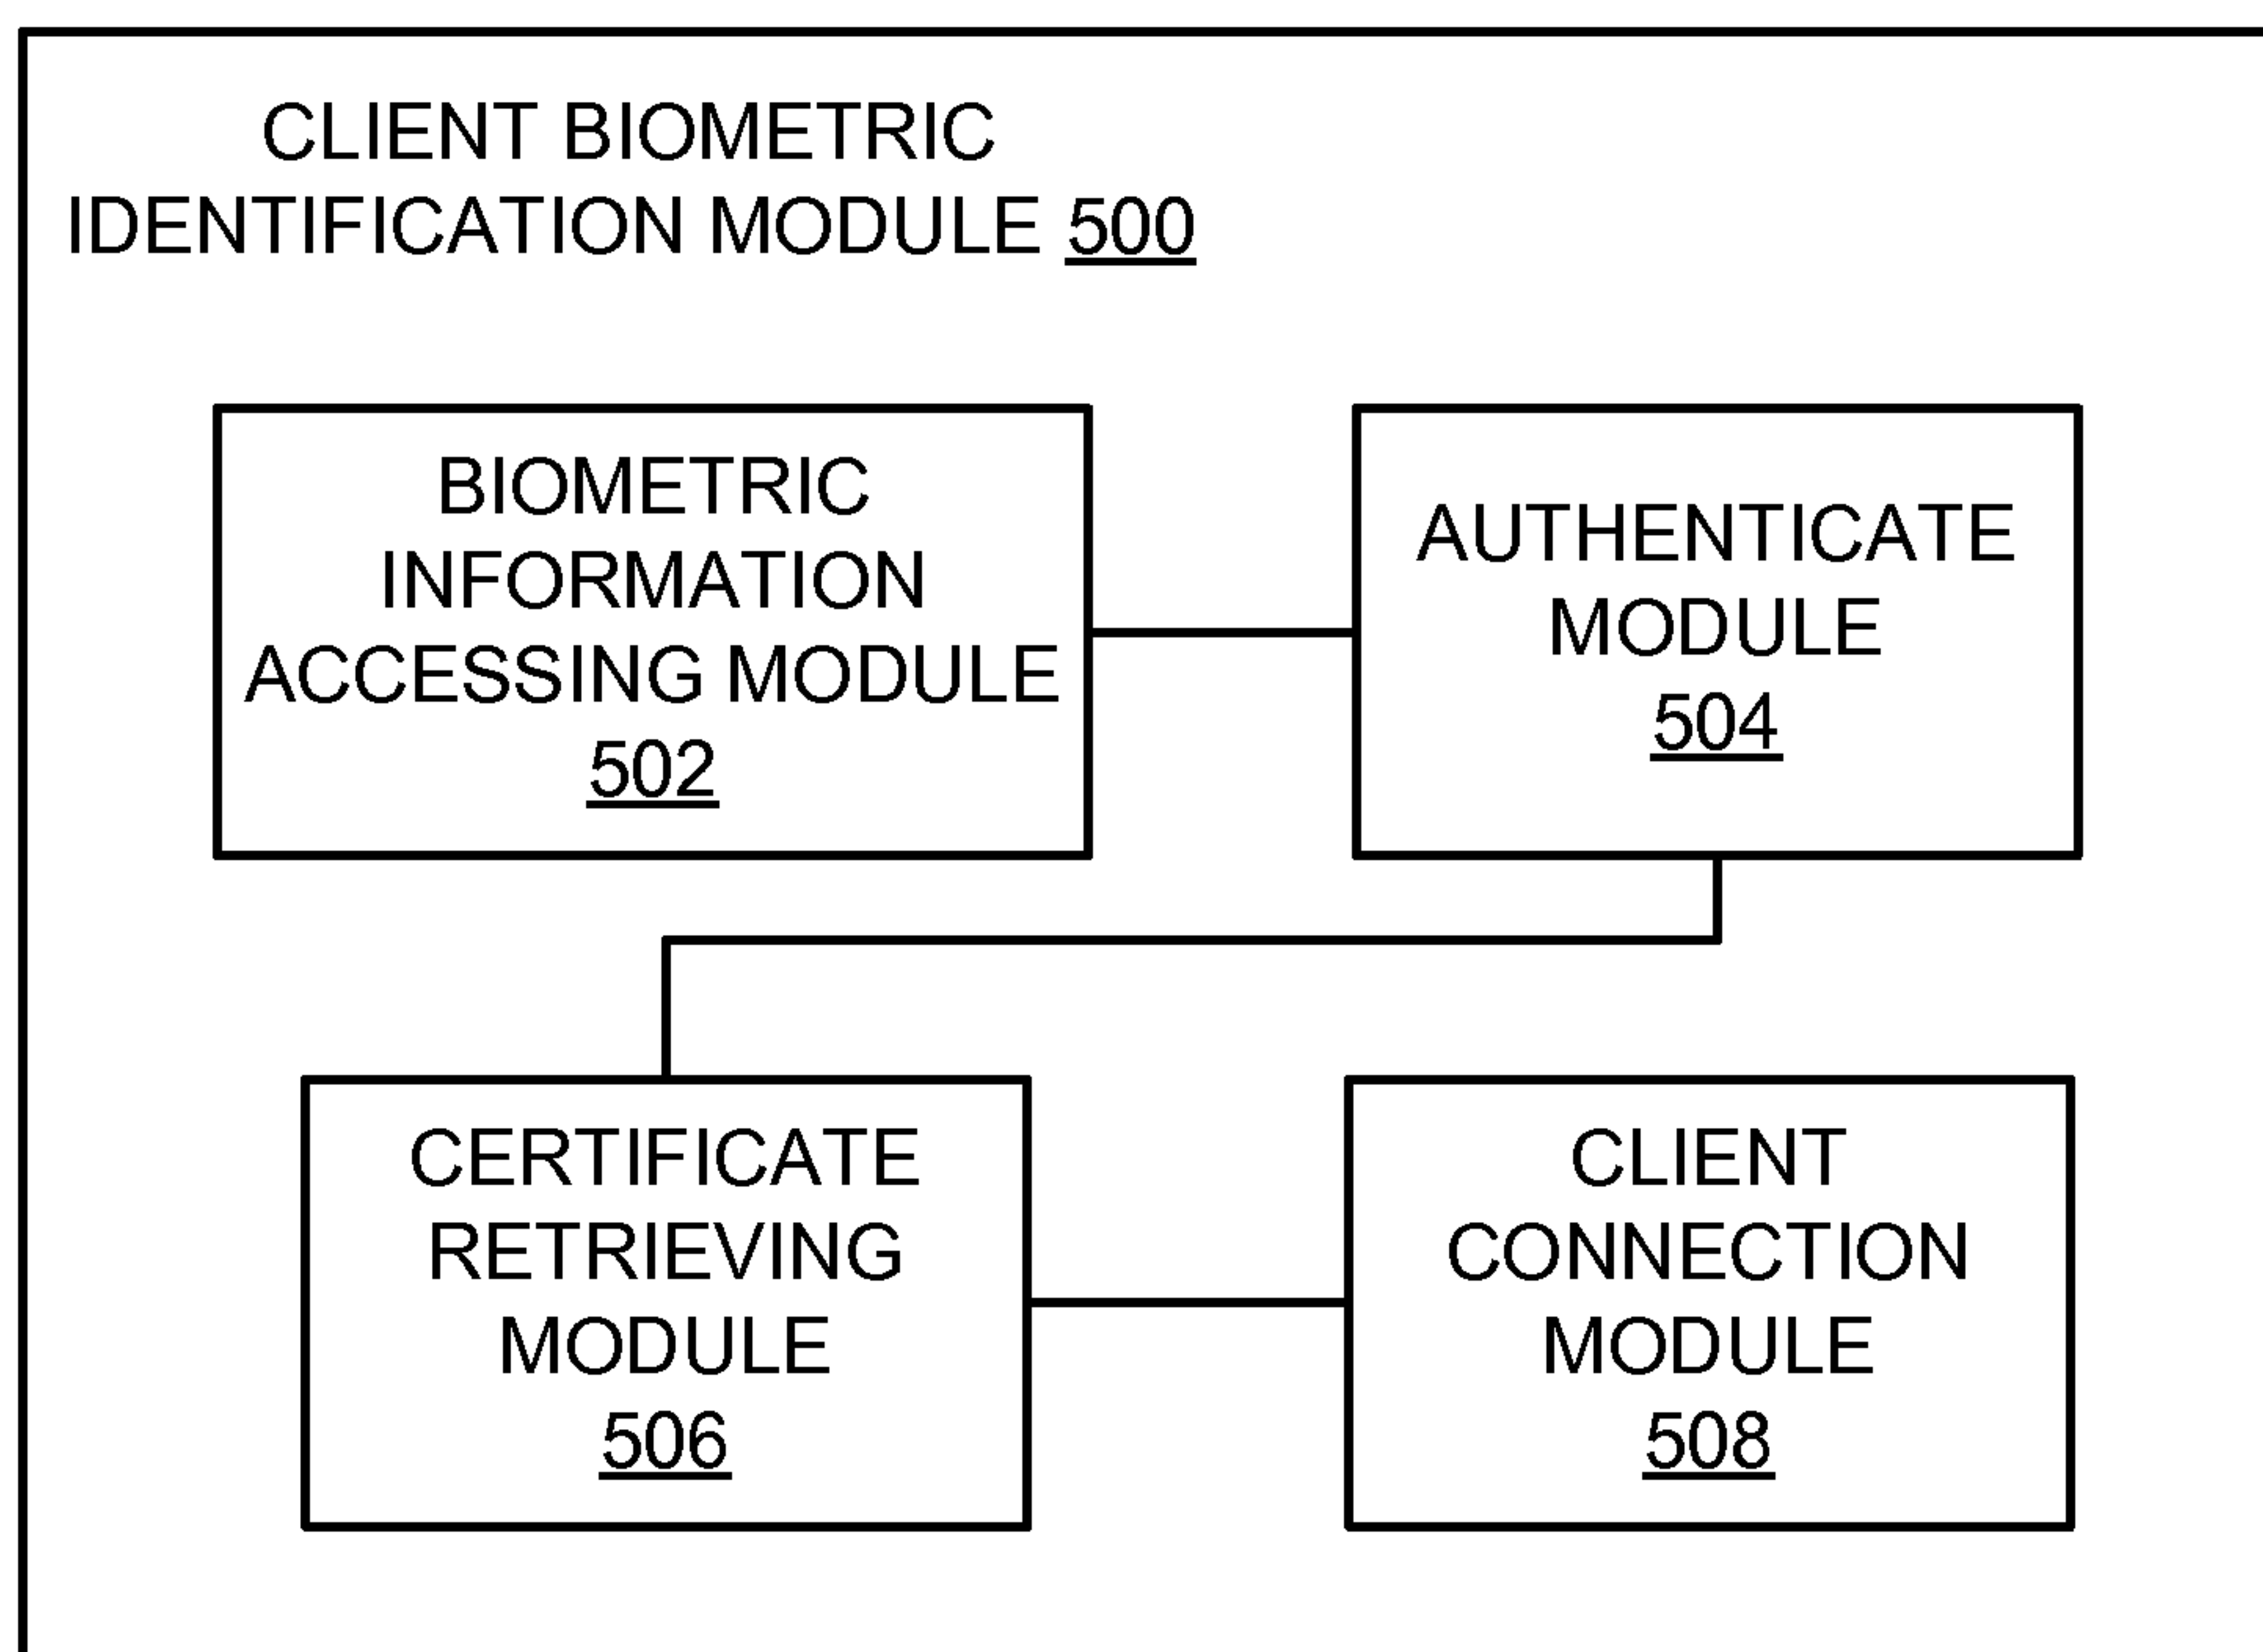 CLIENT BIOMETRIC
IDENTIFICATION MODULE 500
BIOMETRIC
INFORMATION
ACCESSING MODULE
502
AUTHENTICATE
MODULE
504
CERTIFICATE
RETRIEVING
MODULE
506
CLIENT
CONNECTION
MODULE
508